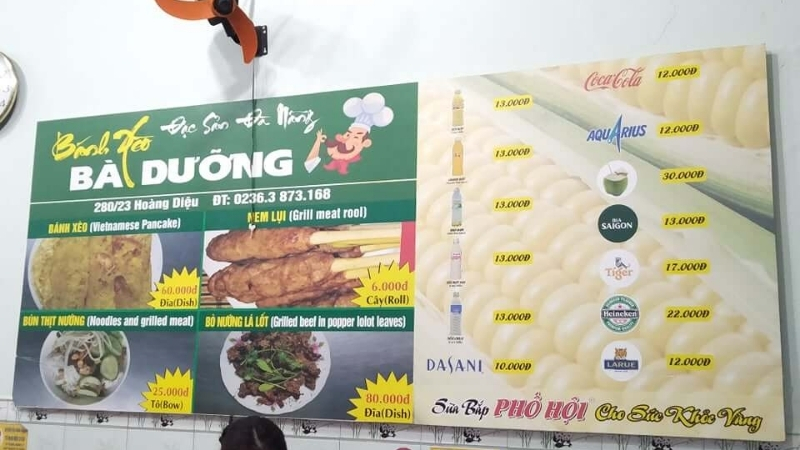 Bánh Xèo Đặc Sản Đà Nẵng
BÀ DƯỠNG
280/23 Hoàng Diệu ĐT: 0236.3 873.168
BÁNH XÈO (Vietnamese Pancake)
60.000đ
Đĩa(Dish)
NEM LỤI (Grill meat rool)
6.000đ
Cây(Roll)
BÚN THỊT NƯỚNG (Noodles and grilled meat)
25.000đ
Tô(Bow)
BÒ NƯỚNG LÁ LỐT (Grilled beef in popper lolot leaves)
80.000đ
Đĩa(Dish)
13.000Đ
13.000Đ
13.000Đ
13.000Đ
13.000Đ
DASANI 10.000Đ
Coca-Cola 12.000Đ
AQUARIUS 12.000Đ
30.000Đ
BIA
SAIGON 13.000Đ
Tiger 17.000Đ
Heineken 22.000Đ
LARUE 12.000Đ
Sữa Bắp PHỐ HỘI Cho Sức Khỏe Vàng